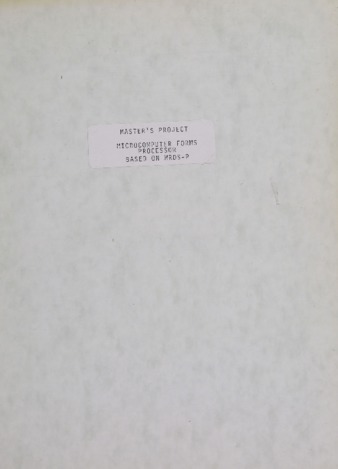 MASTER'S PROJECT
MICROCOMPUTER FORMS
PROCESSOR
BASED ON MRDS-P